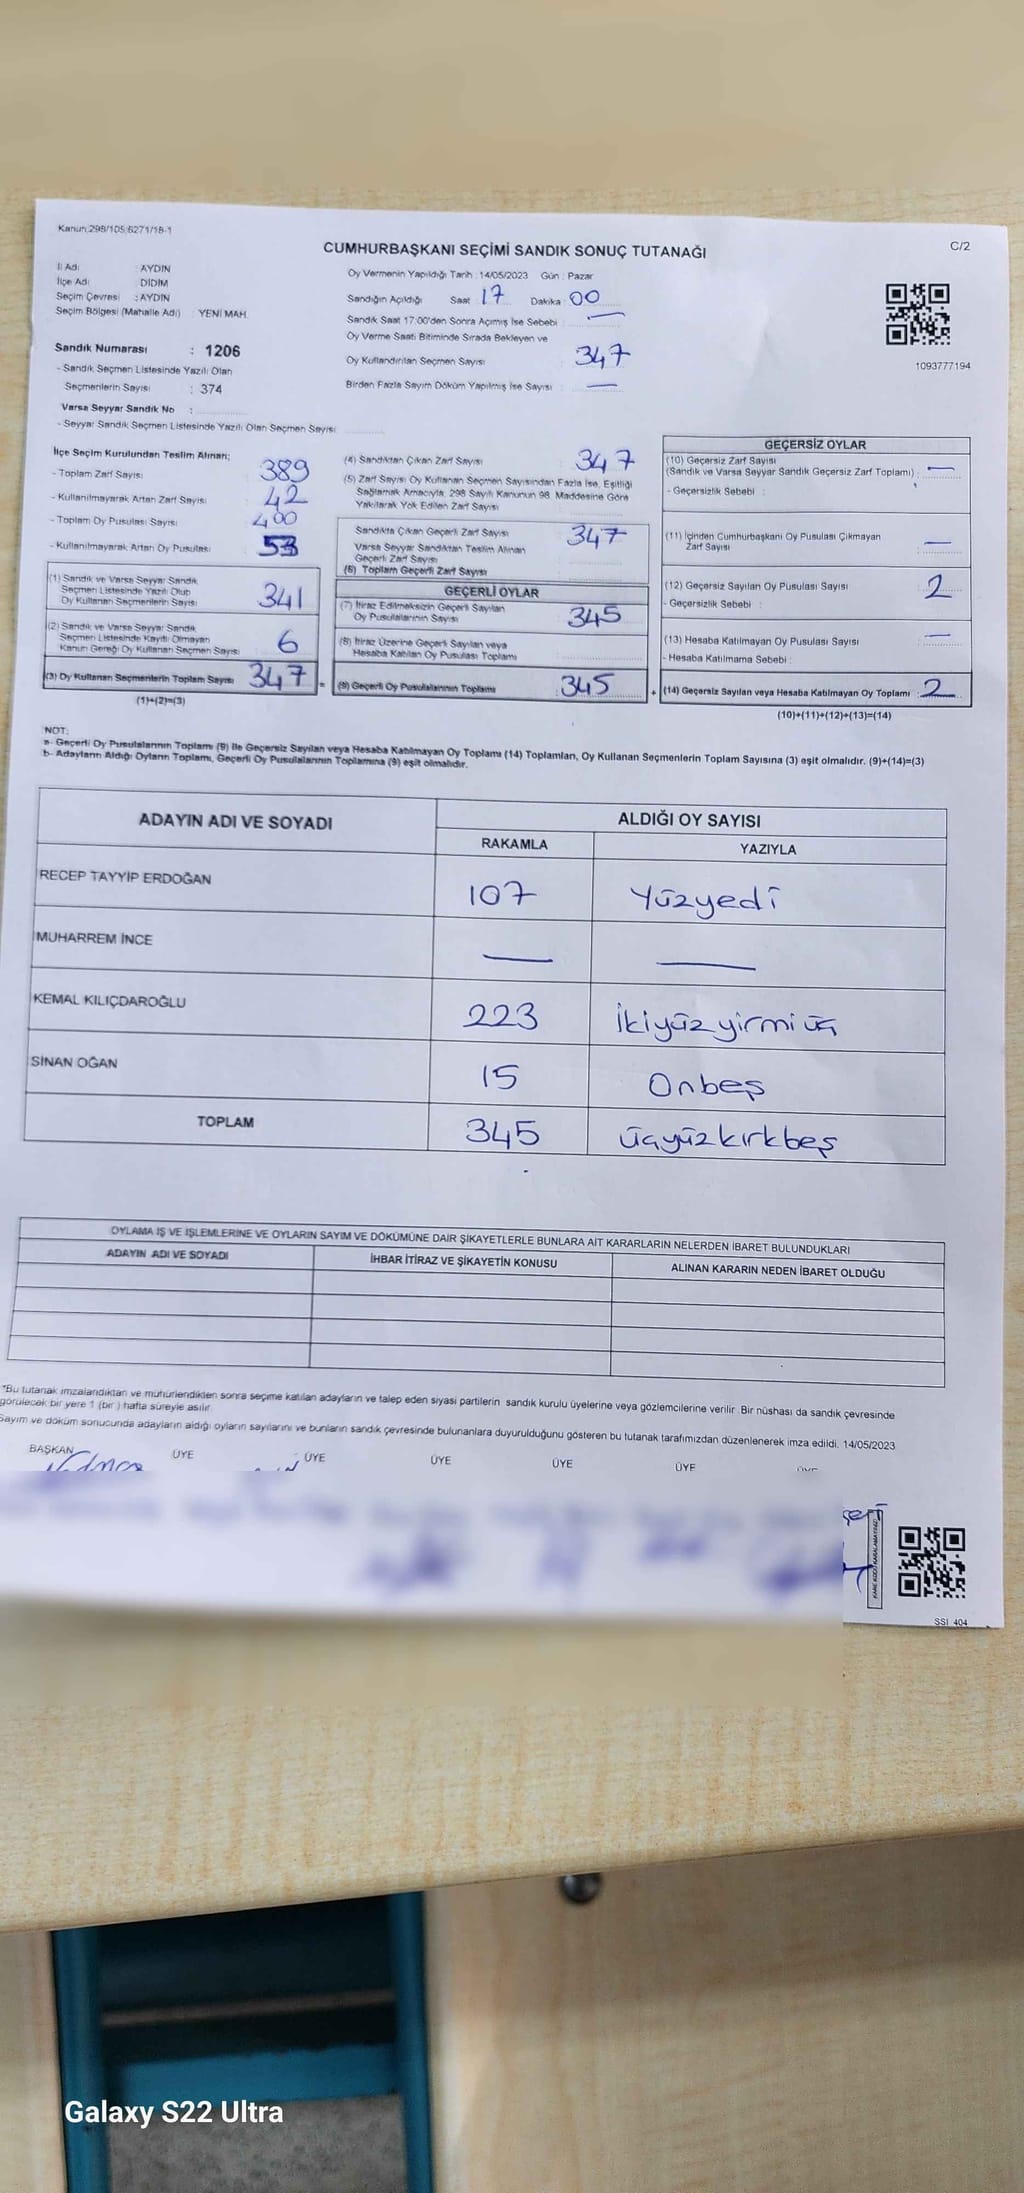 Kanun:298/105;6271/18-1
C/2
CUMHURBAŞKANI SEÇİMİ SANDIK SONUÇ TUTANAĞI
İl Adı : AYDIN
İlçe Adı : DİDİM
Seçim Çevresi : AYDIN
Seçim Bölgesi (Mahalle Adı) : YENİ MAH.
Sandık Numarası : 1206
- Sandık Seçmen Listesinde Yazılı Olan
Seçmenlerin Sayısı : 374
Varsa Seyyar Sandık No :
- Seyyar Sandık Seçmen Listesinde Yazılı Olan Seçmen Sayısı:
Oy Vermenin Yapıldığı Tarih : 14/05/2023 Gün : Pazar
Sandığın Açıldığı Saat 17 Dakika : 00
Sandık Saat 17:00'den Sonra Açımış İse Sebebi : —
Oy Verme Saati Bitiminde Sırada Bekleyen ve
Oy Kullandırılan Seçmen Sayısı 347
Birden Fazla Sayım Döküm Yapılmış İse Sayısı : —
1093777194
İlçe Seçim Kurulundan Teslim Alınan;
- Toplam Zarf Sayısı 389
- Kullanılmayarak Artan Zarf Sayısı 42
- Toplam Oy Pusulası Sayısı 400
- Kullanılmayarak Artan Oy Pusulası 53
(1) Sandık ve Varsa Seyyar Sandık
Seçmen Listesinde Yazılı Olup
Oy Kullanan Seçmenlerin Sayısı 341
(2) Sandık ve Varsa Seyyar Sandık
Seçmen Listesinde Kayıtlı Olmayan
Kanun Gereği Oy Kullanan Seçmen Sayısı 6
(3) Oy Kullanan Seçmenlerin Toplam Sayısı 347 =
(1)+(2)=(3)
(4) Sandıktan Çıkan Zarf Sayısı 347
(5) Zarf Sayısı Oy Kullanan Seçmen Sayısından Fazla İse, Eşitliği
Sağlamak Amacıyla, 298 Sayılı Kanunun 98. Maddesine Göre
Yakılarak Yok Edilen Zarf Sayısı
Sandıkta Çıkan Geçerli Zarf Sayısı 347
Varsa Seyyar Sandıktan Teslim Alınan
Geçerli Zarf Sayısı
(6) Toplam Geçerli Zarf Sayısı
GEÇERLİ OYLAR
(7) İtiraz Edilmeksizin Geçerli Sayılan
Oy Pusulalarının Sayısı 345
(8) İtiraz Üzerine Geçerli Sayılan veya
Hesaba Katılan Oy Pusulası Toplamı
(9) Geçerli Oy Pusulalarının Toplamı 345 +
GEÇERSİZ OYLAR
(10) Geçersiz Zarf Sayısı
(Sandık ve Varsa Seyyar Sandık Geçersiz Zarf Toplamı) : —
- Geçersizlik Sebebi :
(11) İçinden Cumhurbaşkanı Oy Pusulası Çıkmayan
Zarf Sayısı —
(12) Geçersiz Sayılan Oy Pusulası Sayısı 2
- Geçersizlik Sebebi :
(13) Hesaba Katılmayan Oy Pusulası Sayısı —
- Hesaba Katılmama Sebebi :
(14) Geçersiz Sayılan veya Hesaba Katılmayan Oy Toplamı : 2
(10)+(11)+(12)+(13)=(14)
NOT:
a- Geçerli Oy Pusulalarının Toplamı (9) ile Geçersiz Sayılan veya Hesaba Katılmayan Oy Toplamı (14) Toplamları, Oy Kullanan Seçmenlerin Toplam Sayısına (3) eşit olmalıdır. (9)+(14)=(3)
b- Adayların Aldığı Oyların Toplamı, Geçerli Oy Pusulalarının Toplamına (9) eşit olmalıdır.
ADAYIN ADI VE SOYADI
ALDIĞI OY SAYISI
RAKAMLA YAZIYLA
RECEP TAYYİP ERDOĞAN 107 Yüzyedi
MUHARREM İNCE — —
KEMAL KILIÇDAROĞLU 223 İkiyüzyirmiüç
SİNAN OĞAN 15 Onbeş
TOPLAM 345 üçyüzkırkbeş
OYLAMA İŞ VE İŞLEMLERİNE VE OYLARIN SAYIM VE DÖKÜMÜNE DAİR ŞİKAYETLERLE BUNLARA AİT KARARLARIN NELERDEN İBARET BULUNDUKLARI
ADAYIN ADI VE SOYADI İHBAR İTİRAZ VE ŞİKAYETİN KONUSU ALINAN KARARIN NEDEN İBARET OLDUĞU
*Bu tutanak imzalandıktan ve mühürlendikten sonra seçime katılan adayların ve talep eden siyasi partilerin sandık kurulu üyelerine veya gözlemcilerine verilir. Bir nüshası da sandık çevresinde
görülecek bir yere 1 (bir) hafta süreyle asılır.
Sayım ve döküm sonucunda adayların aldığı oyların sayılarını ve bunların sandık çevresinde bulunanlara duyurulduğunu gösteren bu tutanak tarafımızdan düzenlenerek imza edildi. 14/05/2023
BAŞKAN ÜYE ÜYE ÜYE ÜYE ÜYE
KARE KODU KARALAMAYINIZ
SSI 404
Galaxy S22 Ultra